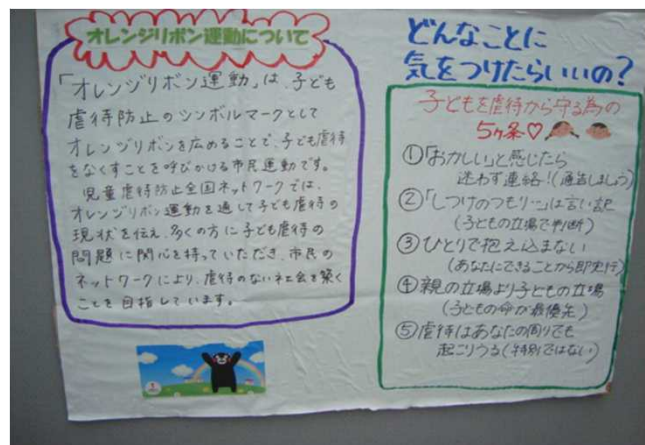 オレンジリボン運動について
「オレンジリボン運動」は、子ども
虐待防止のシンボルマークとして
オレンジリボンを広めることで、子ども虐待
をなくすことを呼びかける市民運動です。
児童虐待防止全国ネットワークでは、
オレンジリボン運動を通して子ども虐待の
現状を伝え、多くの方に子ども虐待の
問題に関心を持っていただき、市民の
ネットワークにより、虐待のない社会を築く
ことを目指しています。
どんなことに
気をつけたらいいの?
子どもを虐待から守る為の
5ヶ条♡
①「おかしい」と感じたら
迷わず連絡!(通告しましょう)
②「しつけのつもり…」は言い訳
(子どもの立場で判断)
③ひとりで抱え込まない
(あなたにできることから即実行)
④親の立場より子どもの立場
(子どもの命が最優先)
⑤虐待はあなたの周りでも
起こりうる(特別ではない)